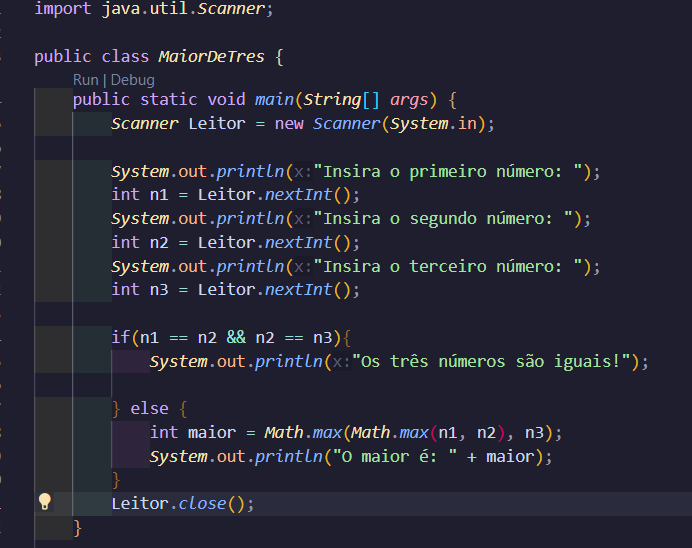 import java.util.Scanner;
public class MaiorDeTres {
Run | Debug
public static void main(String[] args) {
Scanner Leitor = new Scanner(System.in);
System.out.println(x:"Insira o primeiro número: ");
int n1 = Leitor.nextInt();
System.out.println(x:"Insira o segundo número: ");
int n2 = Leitor.nextInt();
System.out.println(x:"Insira o terceiro número: ");
int n3 = Leitor.nextInt();
if(n1 == n2 && n2 == n3){
System.out.println(x:"Os três números são iguais!");
} else {
int maior = Math.max(Math.max(n1, n2), n3);
System.out.println("O maior é: " + maior);
}
Leitor.close();
}